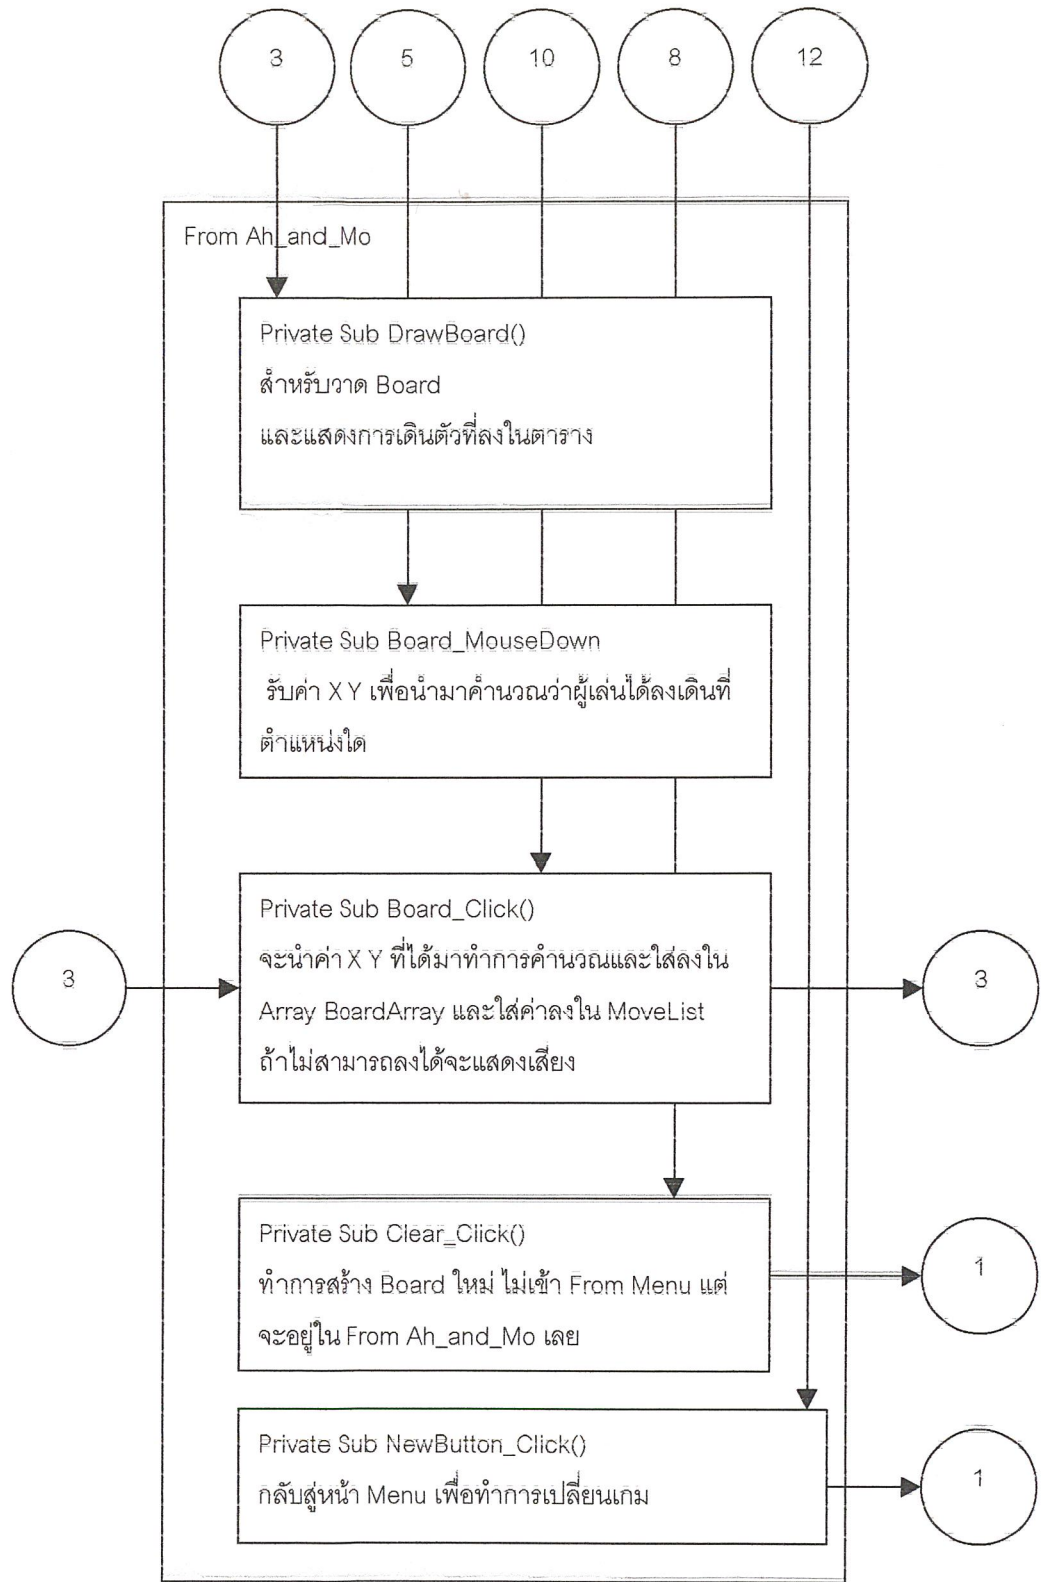 3 5 10 8 12
From Ah_and_Mo
Private Sub DrawBoard()
สำหรับวาด Board
และแสดงการเดินตัวที่ลงในตาราง
Private Sub Board_MouseDown
รับค่า X Y เพื่อนำมาคำนวณว่าผู้เล่นได้ลงเดินที่
ตำแหน่งใด
Private Sub Board_Click()
จะนำค่า X Y ที่ได้มาทำการคำนวณและใส่ลงใน
Array BoardArray และใส่ค่าลงใน MoveList
ถ้าไม่สามารถลงได้จะแสดงเสียง
3
3
Private Sub Clear_Click()
ทำการสร้าง Board ใหม่ ไม่เข้า From Menu แต่
จะอยู่ใน From Ah_and_Mo เลย
1
Private Sub NewButton_Click()
กลับสู่หน้า Menu เพื่อทำการเปลี่ยนเกม
1